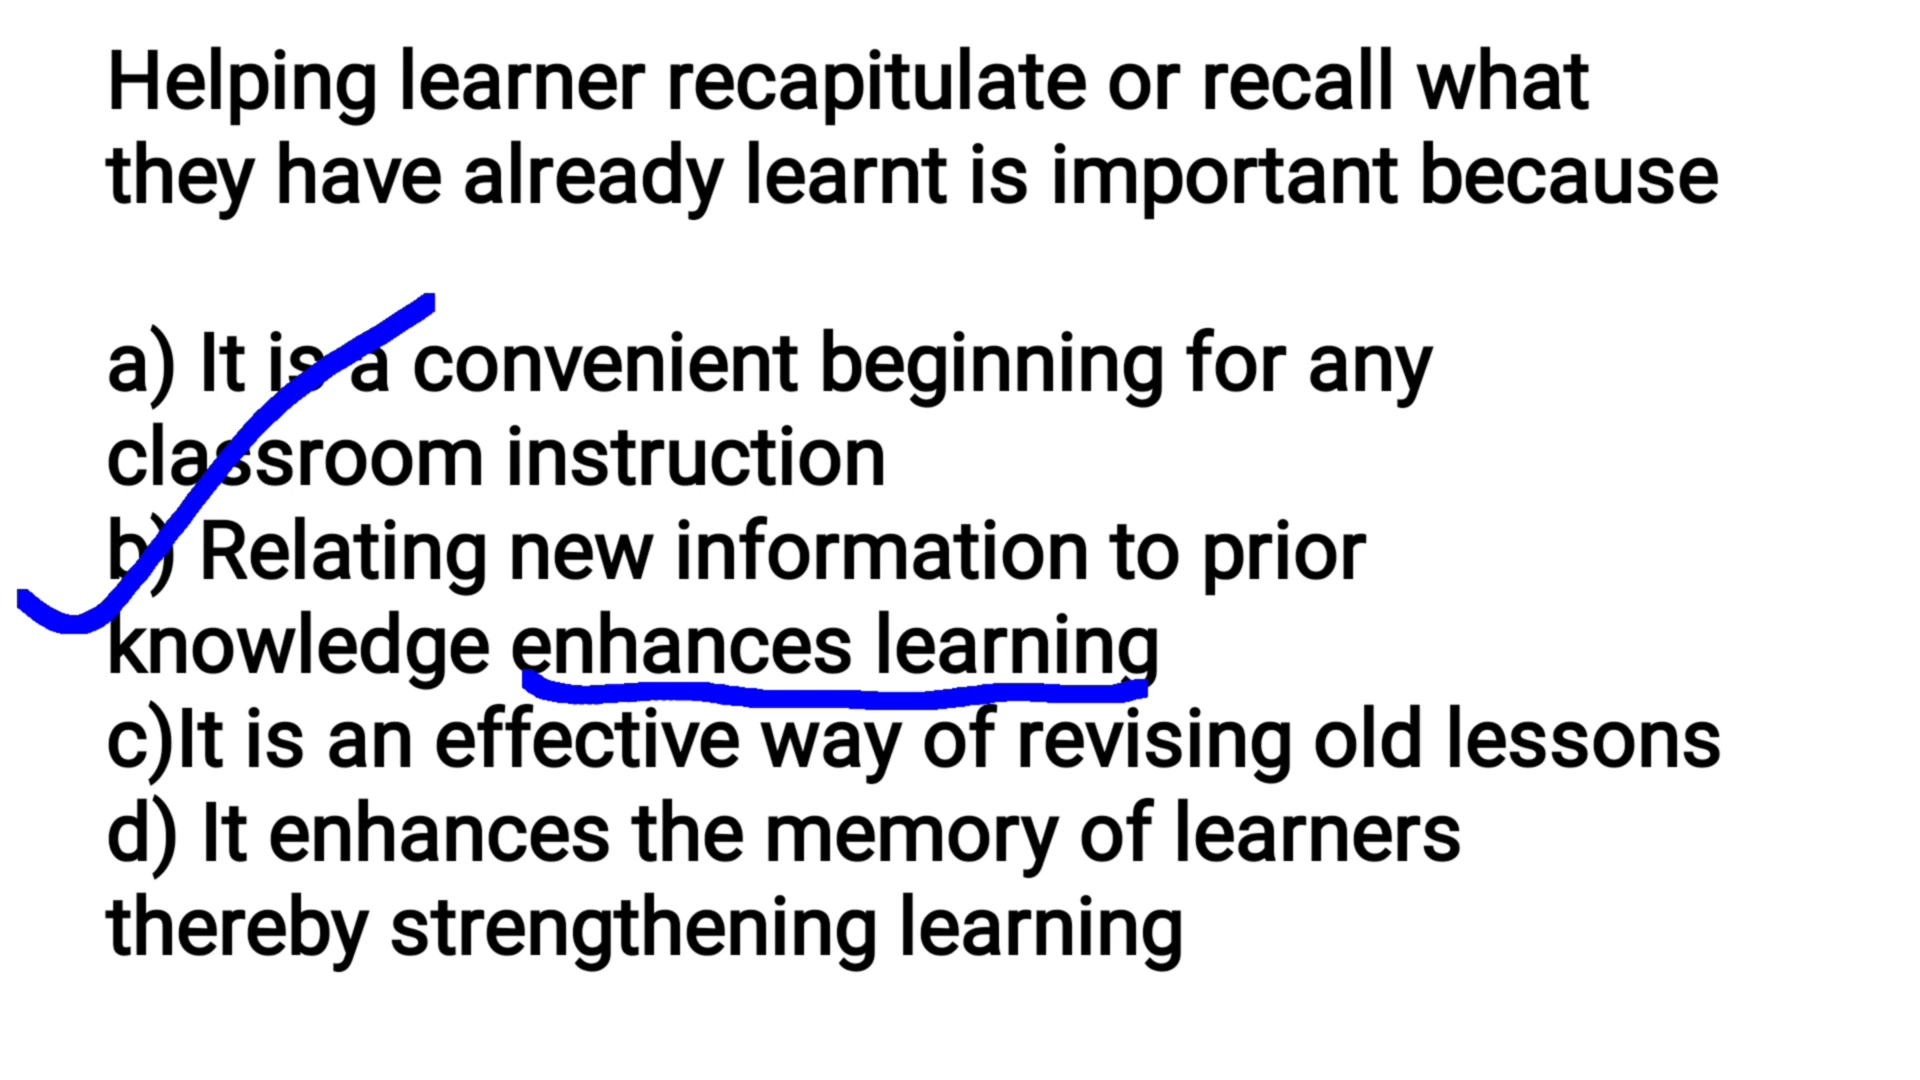 Helping learner recapitulate or recall what
they have already learnt is important because
a) It is a convenient beginning for any
classroom instruction
b) Relating new information to prior
knowledge enhances learning
c)It is an effective way of revising old lessons
d) It enhances the memory of learners
thereby strengthening learning